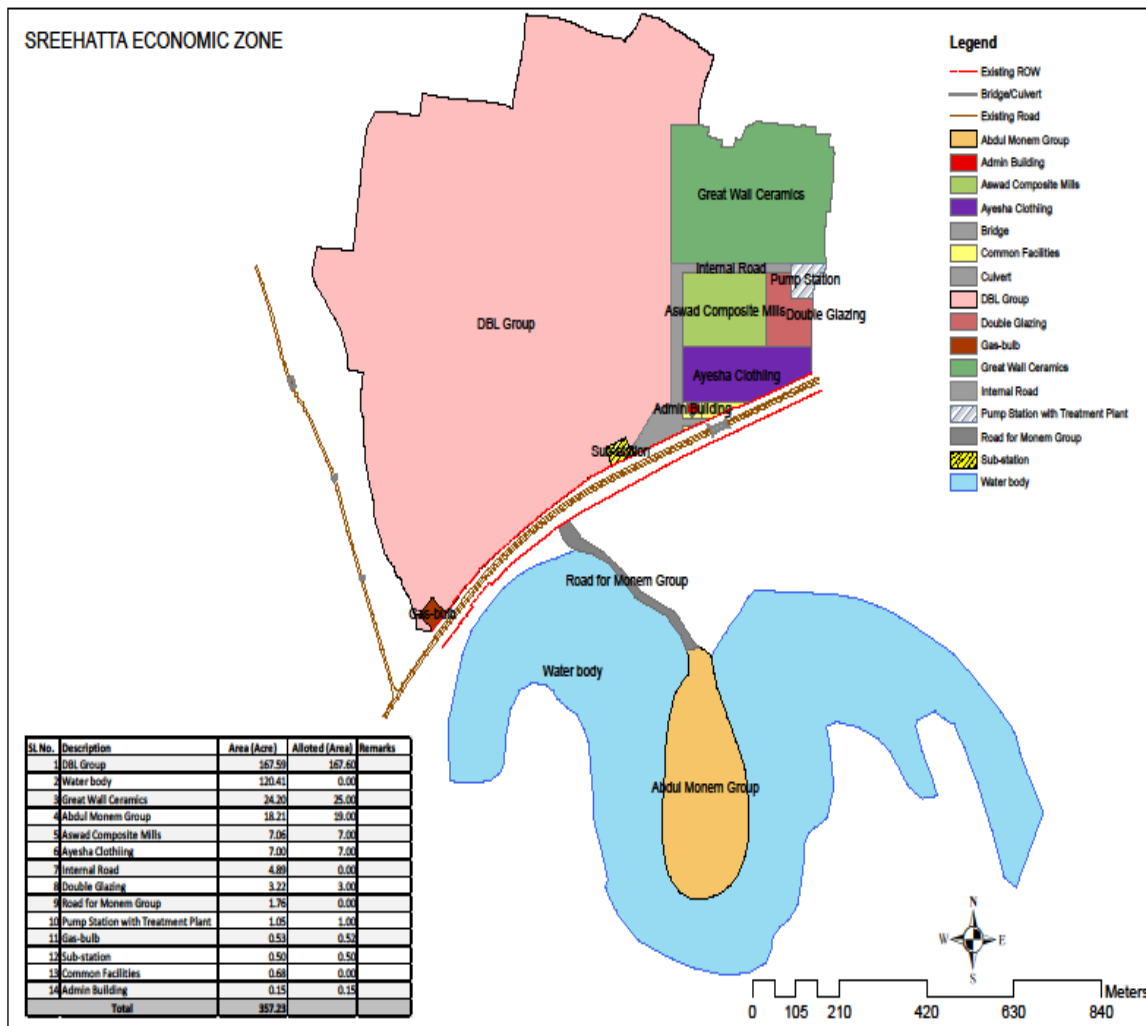 SREEHATTA ECONOMIC ZONE
Legend
Existing ROW
Bridge/Culvert
Existing Road
Abdul Monem Group
Admin Building
Aswad Composite Mills
Ayesha Clothiing
Bridge
Common Facilities
Culvert
DBL Group
Double Glazing
Gas-bulb
Great Wall Ceramics
Internal Road
Pump Station with Treatment Plant
Road for Monem Group
Sub-station
Water body
Great Wall Ceramics
Internal Road
Pump Station
Aswad Composite Mills
Double Glazing
DBL Group
Ayesha Clothiing
Admin Building
Sub-station
Road for Monem Group
Gas-bulb
Water body
Abdul Monem Group
SL No. Description Area (Acre) Alloted (Area) Remarks
1 DBL Group 167.59 167.60
2 Water body 120.41 0.00
3 Great Wall Ceramics 24.20 25.00
4 Abdul Monem Group 18.21 19.00
5 Aswad Composite Mills 7.06 7.00
6 Ayesha Clothiing 7.00 7.00
7 Internal Road 4.89 0.00
8 Double Glazing 3.22 3.00
9 Road for Monem Group 1.76 0.00
10 Pump Station with Treatment Plant 1.05 1.00
11 Gas-bulb 0.53 0.52
12 Sub-station 0.50 0.50
13 Common Facilities 0.68 0.00
14 Admin Building 0.15 0.15
Total 357.23
N
W E
S
Meters
0 105 210 420 630 840